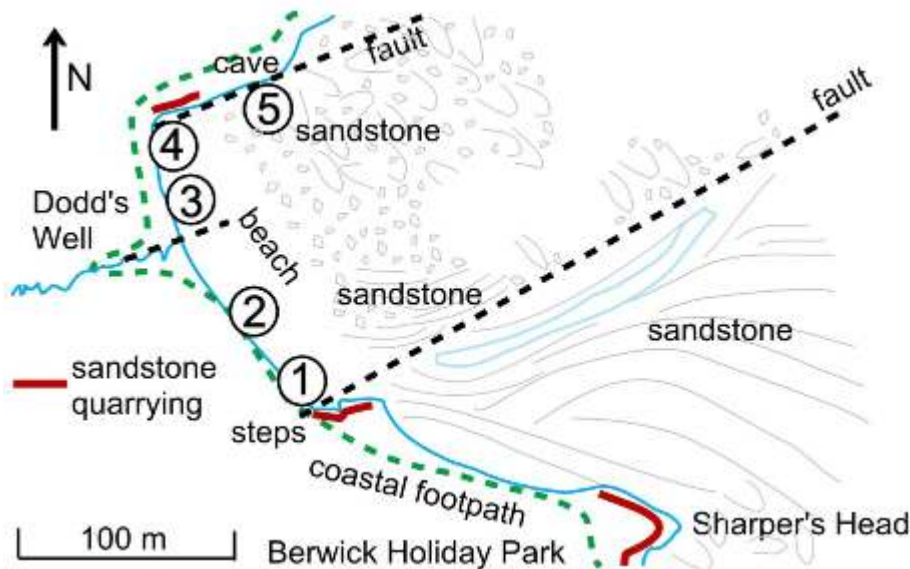 N
cave
fault
5
sandstone
4
fault
Dodd's
Well
3
beach
2
sandstone
sandstone
1
sandstone
quarrying
steps
coastal footpath
100 m
Berwick Holiday Park
Sharper's Head